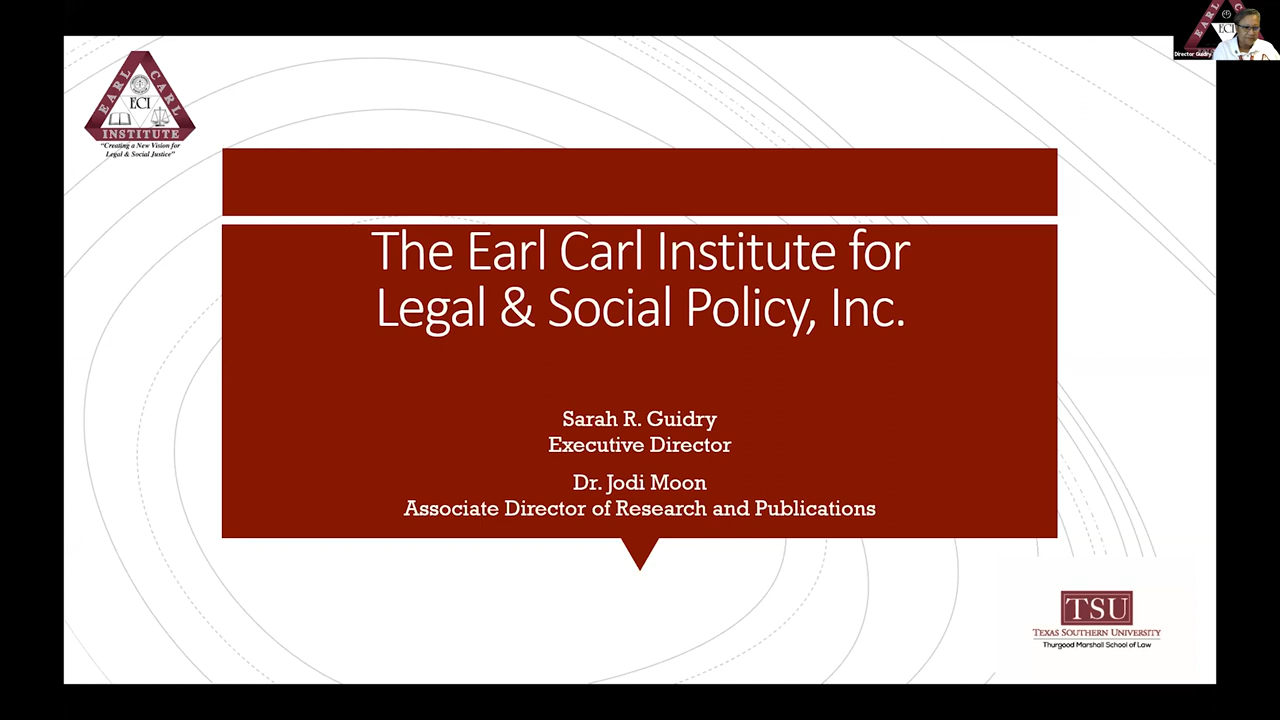 EARL CARL
ECI
INSTITUTE
"Creating a New Vision for
Legal & Social Justice"
ECI
Director Guidry
The Earl Carl Institute for
Legal & Social Policy, Inc.
Sarah R. Guidry
Executive Director
Dr. Jodi Moon
Associate Director of Research and Publications
TSU
TEXAS SOUTHERN UNIVERSITY
Thurgood Marshall School of Law